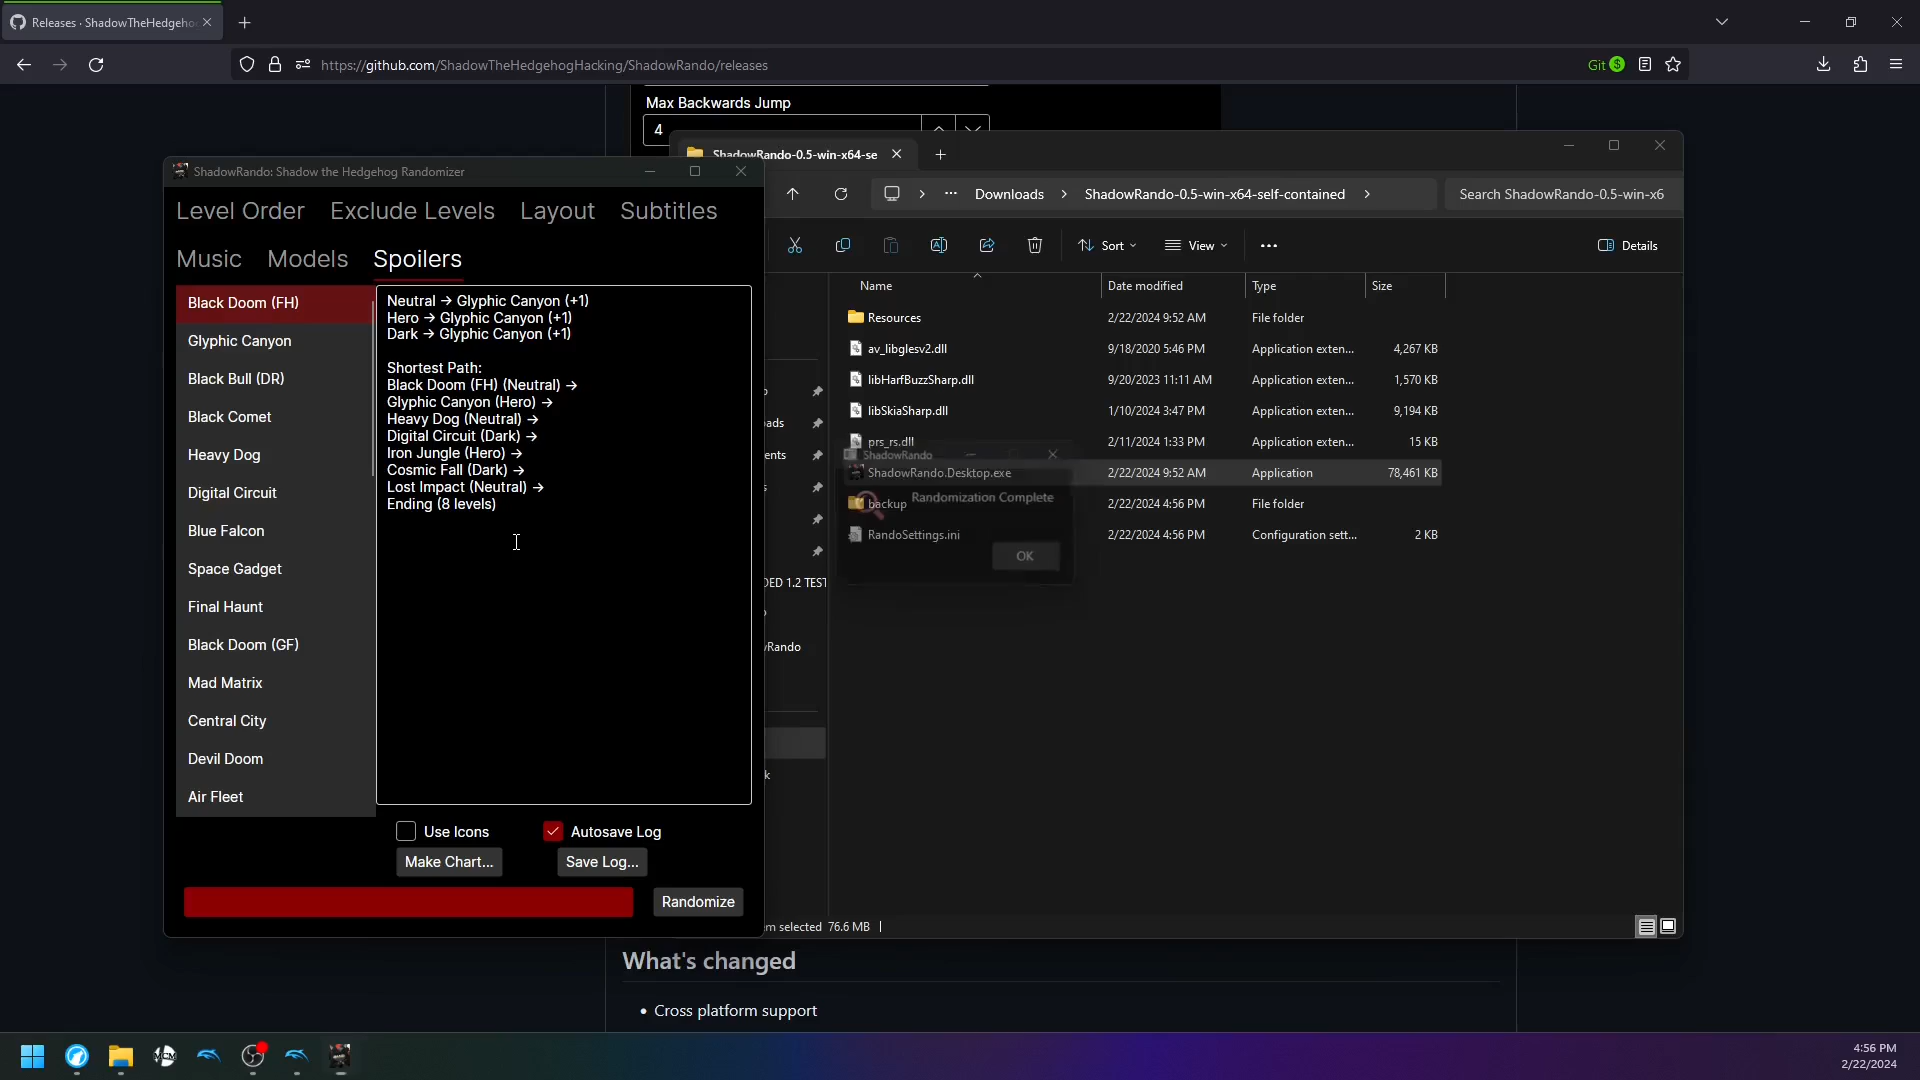 Releases · ShadowTheHedgeho
https://github.com/ShadowTheHedgehogHacking/ShadowRando/releases
Git
Max Backwards Jump
4
ShadowRando-0.5-win-x64-se
Downloads
ShadowRando-0.5-win-x64-self-contained
Search ShadowRando-0.5-win-x6
Sort
View
Details
Name
Date modified
Type
Size
Resources
2/22/2024 9:52 AM
File folder
av_libglesv2.dll
9/18/2020 5:46 PM
Application exten...
4,267 KB
libHarfBuzzSharp.dll
9/20/2023 11:11 AM
Application exten...
1,570 KB
libSkiaSharp.dll
1/10/2024 3:47 PM
Application exten...
9,194 KB
prs_rs.dll
2/11/2024 1:33 PM
Application exten...
15 KB
ShadowRando.Desktop.exe
2/22/2024 9:52 AM
Application
78,461 KB
backup
2/22/2024 4:56 PM
File folder
RandoSettings.ini
2/22/2024 4:56 PM
Configuration sett...
2 KB
ShadowRando
Randomization Complete
OK
ads
ents
DED 1.2 TEST
vRando
m selected 76.6 MB
ShadowRando: Shadow the Hedgehog Randomizer
Level Order Exclude Levels Layout Subtitles
Music Models Spoilers
Black Doom (FH)
Glyphic Canyon
Black Bull (DR)
Black Comet
Heavy Dog
Digital Circuit
Blue Falcon
Space Gadget
Final Haunt
Black Doom (GF)
Mad Matrix
Central City
Devil Doom
Air Fleet
Neutral → Glyphic Canyon (+1)
Hero → Glyphic Canyon (+1)
Dark → Glyphic Canyon (+1)
Shortest Path:
Black Doom (FH) (Neutral) →
Glyphic Canyon (Hero) →
Heavy Dog (Neutral) →
Digital Circuit (Dark) →
Iron Jungle (Hero) →
Cosmic Fall (Dark) →
Lost Impact (Neutral) →
Ending (8 levels)
Use Icons
Autosave Log
Make Chart...
Save Log...
Randomize
What's changed
• Cross platform support
MCM
4:56 PM
2/22/2024